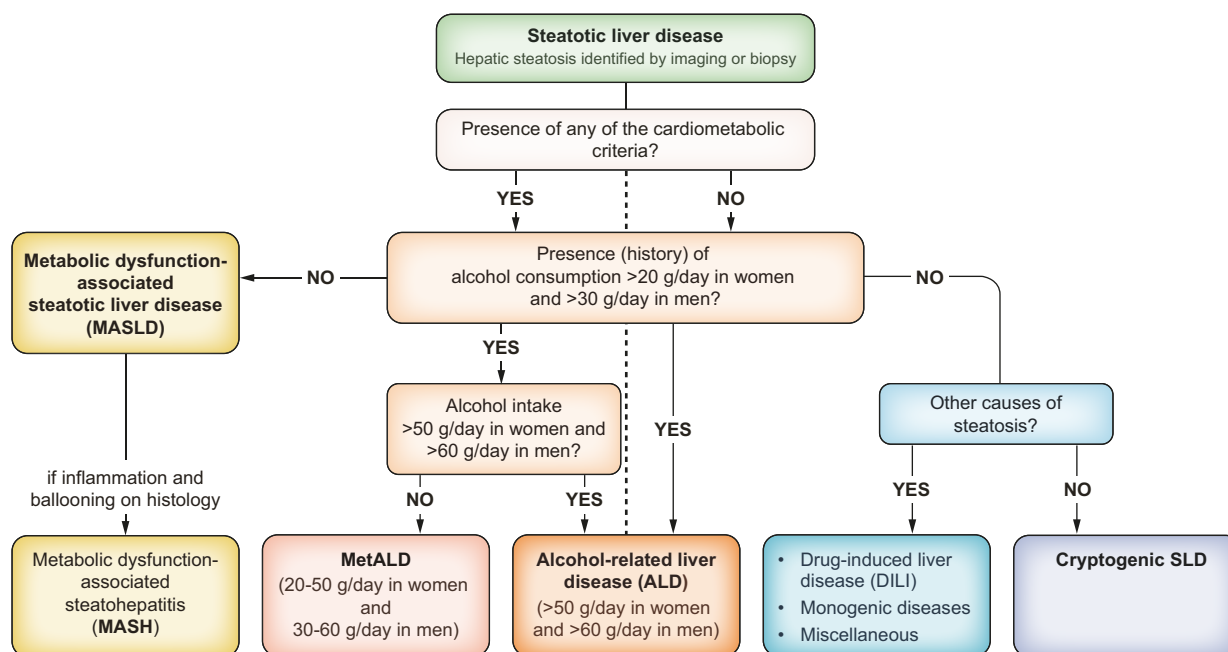 Steatotic liver disease
Hepatic steatosis identified by imaging or biopsy
Presence of any of the cardiometabolic
criteria?
YES
NO
Presence (history) of
alcohol consumption >20 g/day in women
and >30 g/day in men?
NO
NO
Metabolic dysfunction-
associated
steatotic liver disease
(MASLD)
YES
Alcohol intake
>50 g/day in women and
>60 g/day in men?
YES
Other causes of
steatosis?
if inflammation and
ballooning on histology
NO
YES
YES
NO
Metabolic dysfunction-
associated
steatohepatitis
(MASH)
MetALD
(20-50 g/day in women
and
30-60 g/day in men)
Alcohol-related liver
disease (ALD)
(>50 g/day in women
and >60 g/day in men)
• Drug-induced liver
disease (DILI)
• Monogenic diseases
• Miscellaneous
Cryptogenic SLD